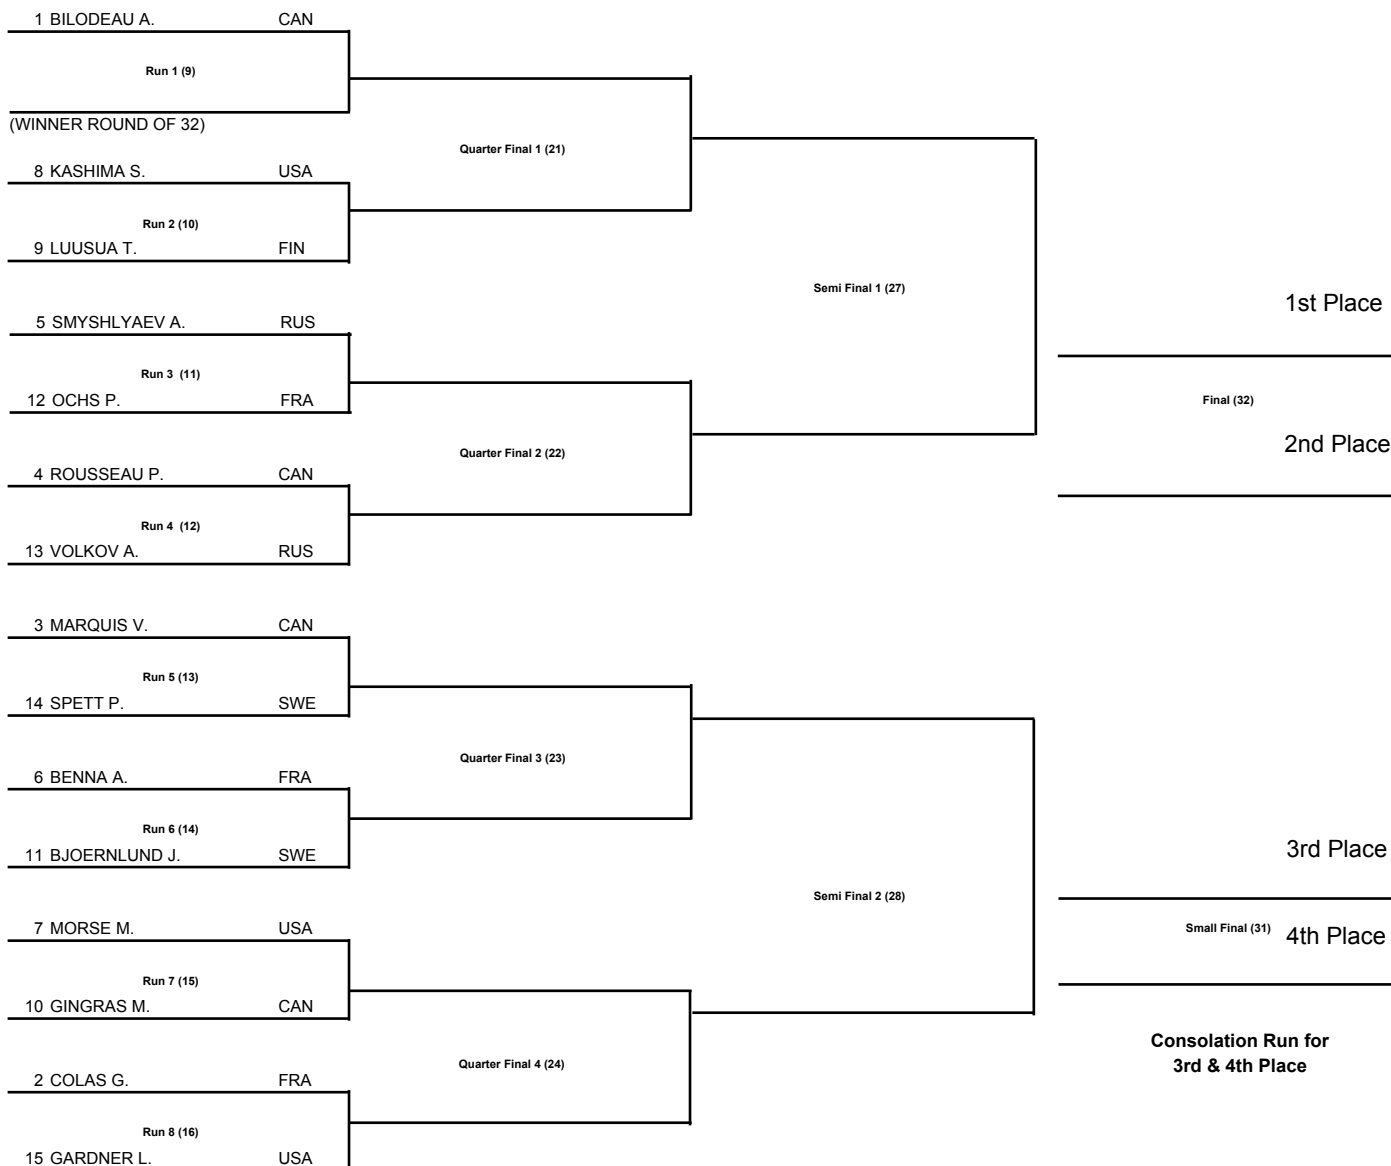 1 BILODEAU A. CAN
Run 1 (9)
(WINNER ROUND OF 32)
Quarter Final 1 (21)
8 KASHIMA S. USA
Run 2 (10)
9 LUUSUA T. FIN
Semi Final 1 (27)
1st Place
5 SMYSHLYAEV A. RUS
Run 3 (11)
12 OCHS P. FRA
Final (32)
Quarter Final 2 (22)
2nd Place
4 ROUSSEAU P. CAN
Run 4 (12)
13 VOLKOV A. RUS
3 MARQUIS V. CAN
Run 5 (13)
14 SPETT P. SWE
Quarter Final 3 (23)
6 BENNA A. FRA
Run 6 (14)
11 BJOERNLUND J. SWE
3rd Place
Semi Final 2 (28)
7 MORSE M. USA
Small Final (31) 4th Place
Run 7 (15)
10 GINGRAS M. CAN
Consolation Run for
3rd & 4th Place
Quarter Final 4 (24)
2 COLAS G. FRA
Run 8 (16)
15 GARDNER L. USA